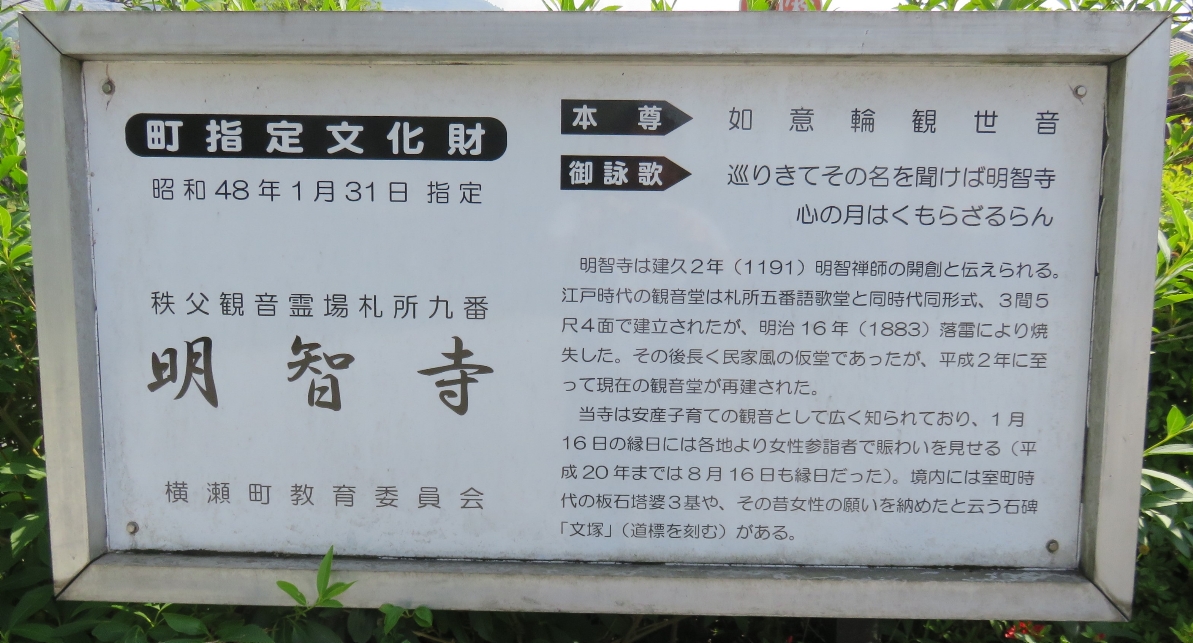 町指定文化財
昭和48年1月31日 指定
秩父観音霊場札所九番
明智寺
横瀬町教育委員会
本尊 如意輪観世音
御詠歌 巡りきてその名を聞けば明智寺
心の月はくもらざるらん
明智寺は建久2年（1191）明智禅師の開創と伝えられる。
江戸時代の観音堂は札所五番語歌堂と同時代同形式、3間5
尺4面で建立されたが、明治16年（1883）落雷により焼
失した。その後長く民家風の仮堂であったが、平成2年に至
って現在の観音堂が再建された。
当寺は安産子育ての観音として広く知られており、1月
16日の縁日には各地より女性参詣者で賑わいを見せる（平
成20年までは8月16日も縁日だった）。境内には室町時
代の板石塔婆3基や、その昔女性の願いを納めたと云う石碑
「文塚」（道標を刻む）がある。